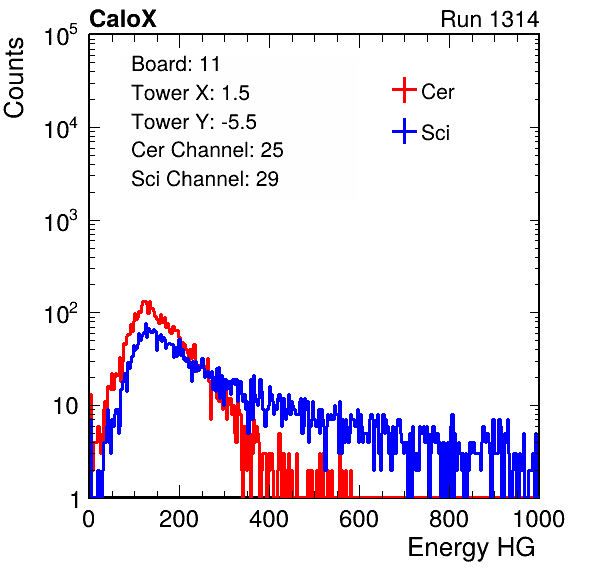 CaloX Run 1314
Counts
10^5
10^4
10^3
10^2
10
1
Board: 11
Tower X: 1.5
Tower Y: -5.5
Cer Channel: 25
Sci Channel: 29
Cer
Sci
0 200 400 600 800 1000
Energy HG